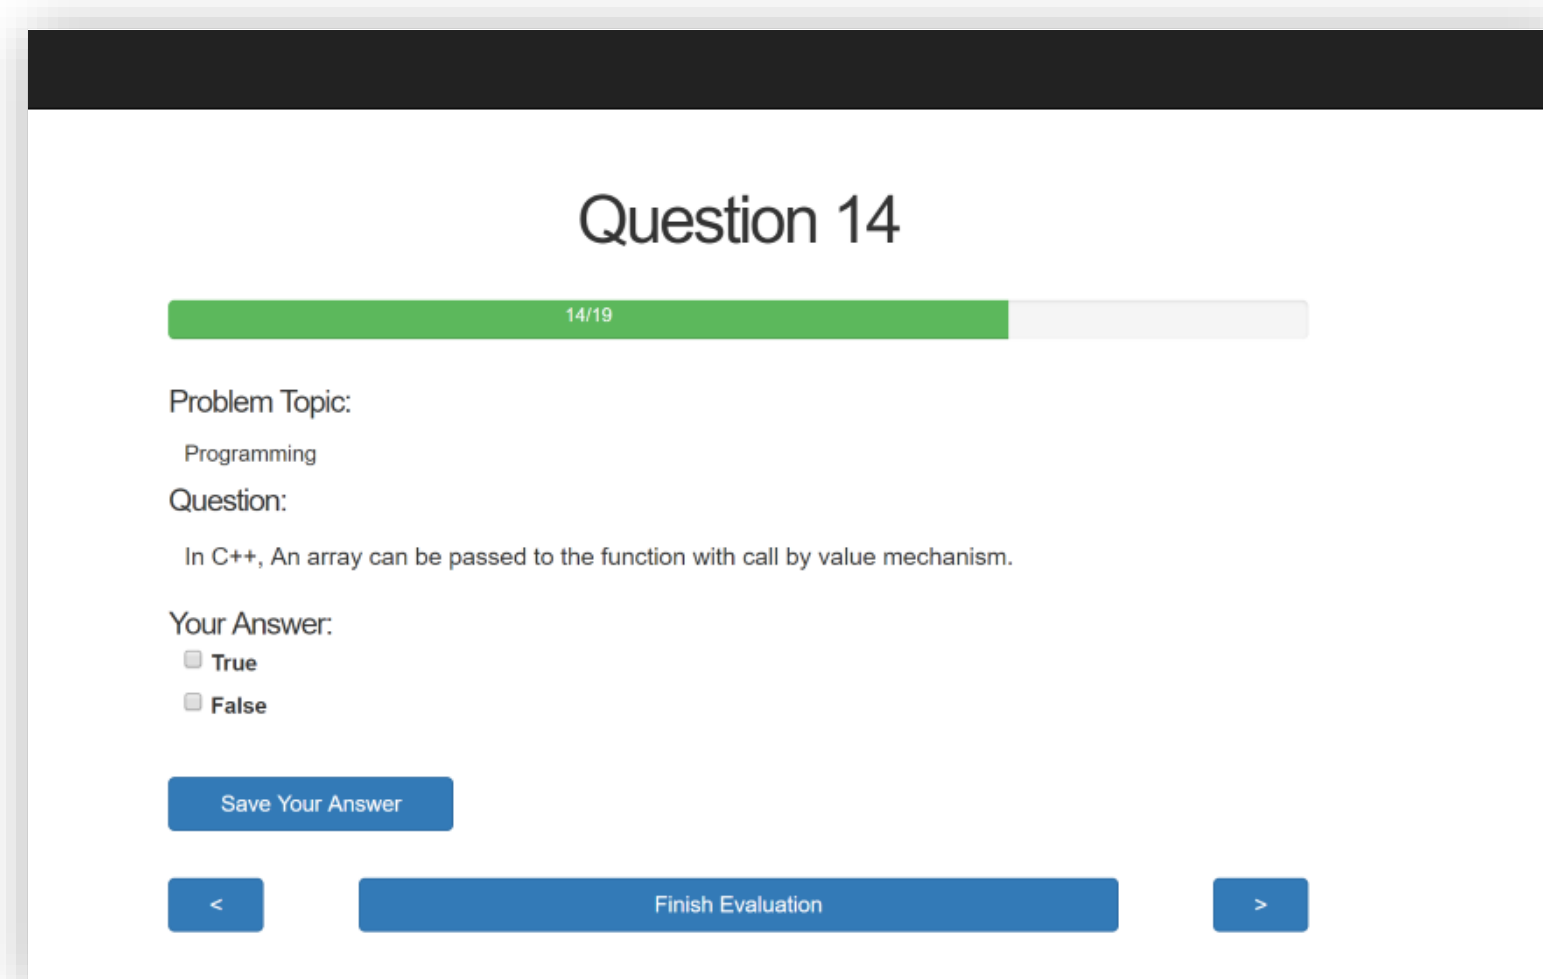 Question 14
14/19
Problem Topic:
Programming
Question:
In C++, An array can be passed to the function with call by value mechanism.
Your Answer:
True
False
Save Your Answer
<
Finish Evaluation
>